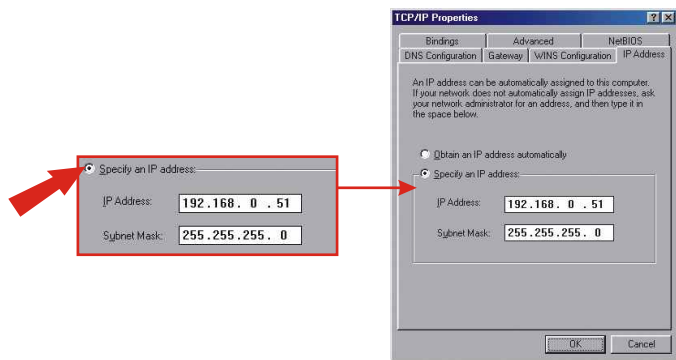 Specify an IP address:
IP Address: 192.168. 0 .51
Subnet Mask: 255.255.255. 0
TCP/IP Properties
Bindings Advanced NetBIOS
DNS Configuration Gateway WINS Configuration IP Address
An IP address can be automatically assigned to this computer.
If your network does not automatically assign IP addresses, ask
your network administrator for an address, and then type it in
the space below.
Obtain an IP address automatically
Specify an IP address:
IP Address: 192.168. 0 .51
Subnet Mask: 255.255.255. 0
OK Cancel